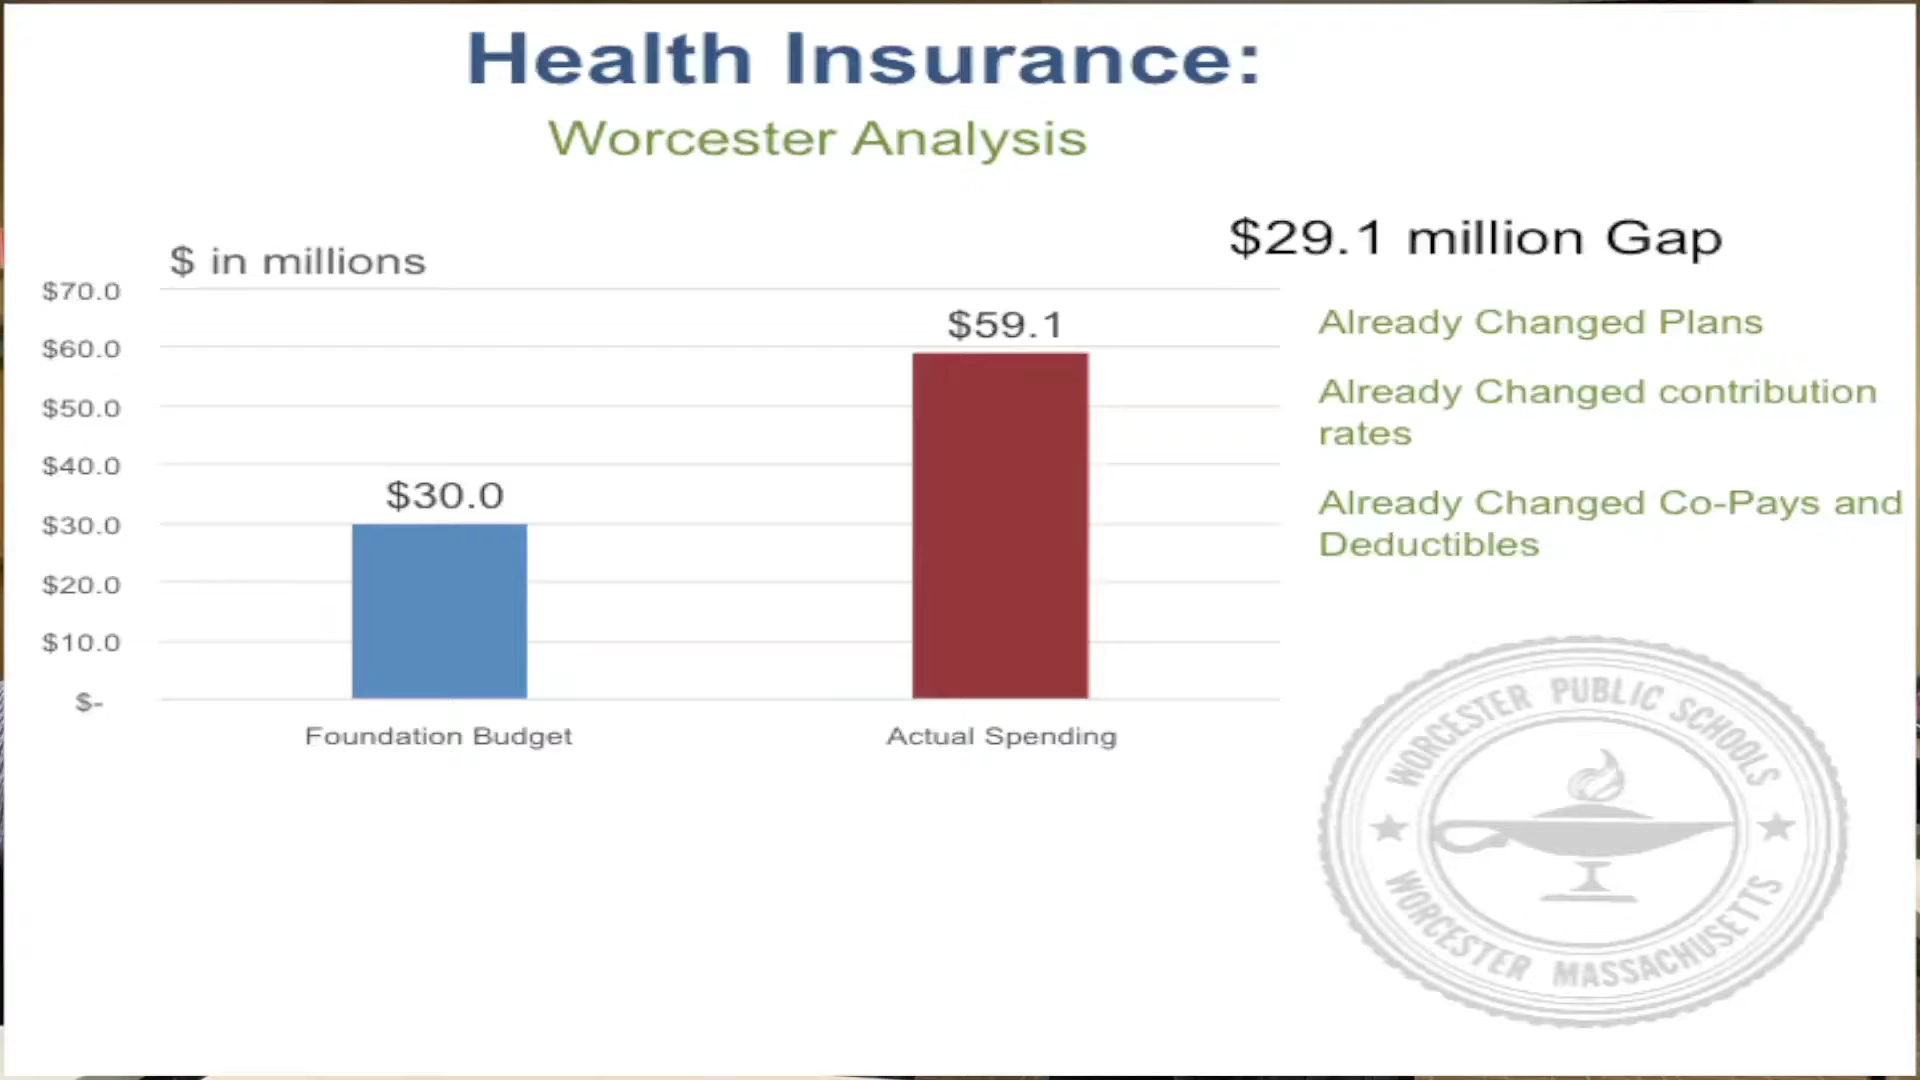 Health Insurance:
Worcester Analysis
$29.1 million Gap
$ in millions
$70.0
$60.0
$50.0
$40.0
$30.0
$20.0
$10.0
$-
$30.0
$59.1
Foundation Budget
Actual Spending
Already Changed Plans
Already Changed contribution
rates
Already Changed Co-Pays and
Deductibles
WORCESTER PUBLIC SCHOOLS
WORCESTER MASSACHUSETTS